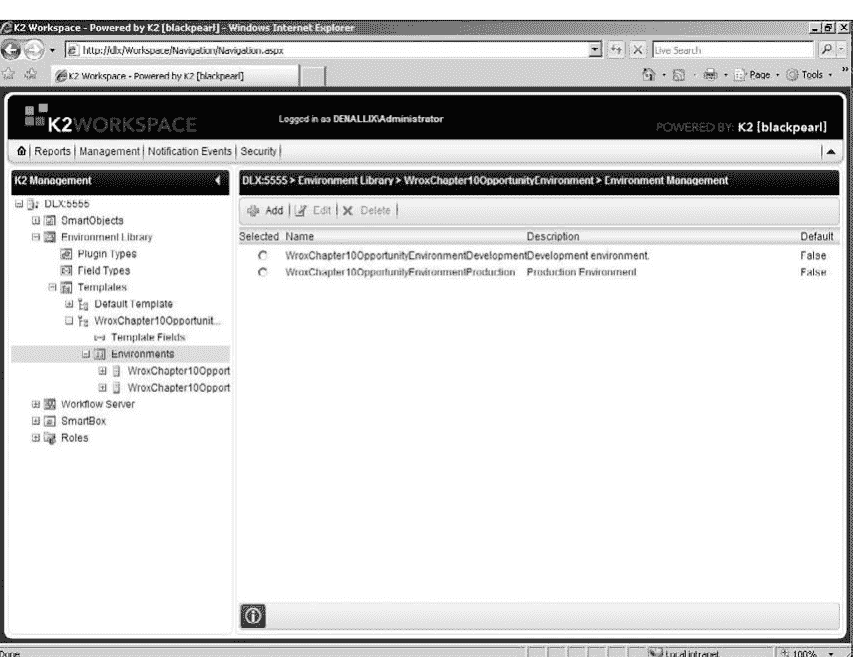 K2 Workspace - Powered by K2 [blackpearl] - Windows Internet Explorer
http://dlx/Workspace/Navigation/Navigation.aspx
Live Search
K2 Workspace - Powered by K2 [blackpearl]
Page
Tools
K2WORKSPACE
Logged in as DENALLIX\Administrator
POWERED BY: K2 [blackpearl]
Reports | Management | Notification Events | Security |
K2 Management
DLX:5555 > Environment Library > WroxChapter10OpportunityEnvironment > Environment Management
DLX:5555
SmartObjects
Environment Library
Plugin Types
Field Types
Templates
Default Template
WroxChapter10Opportunit...
Template Fields
Environments
WroxChapter10Opport
WroxChapter10Opport
Workflow Server
SmartBox
Roles
Add | Edit | Delete |
Selected Name Description Default
WroxChapter10OpportunityEnvironmentDevelopment Development environment. False
WroxChapter10OpportunityEnvironmentProduction Production Environment False
Done
Local intranet
100%